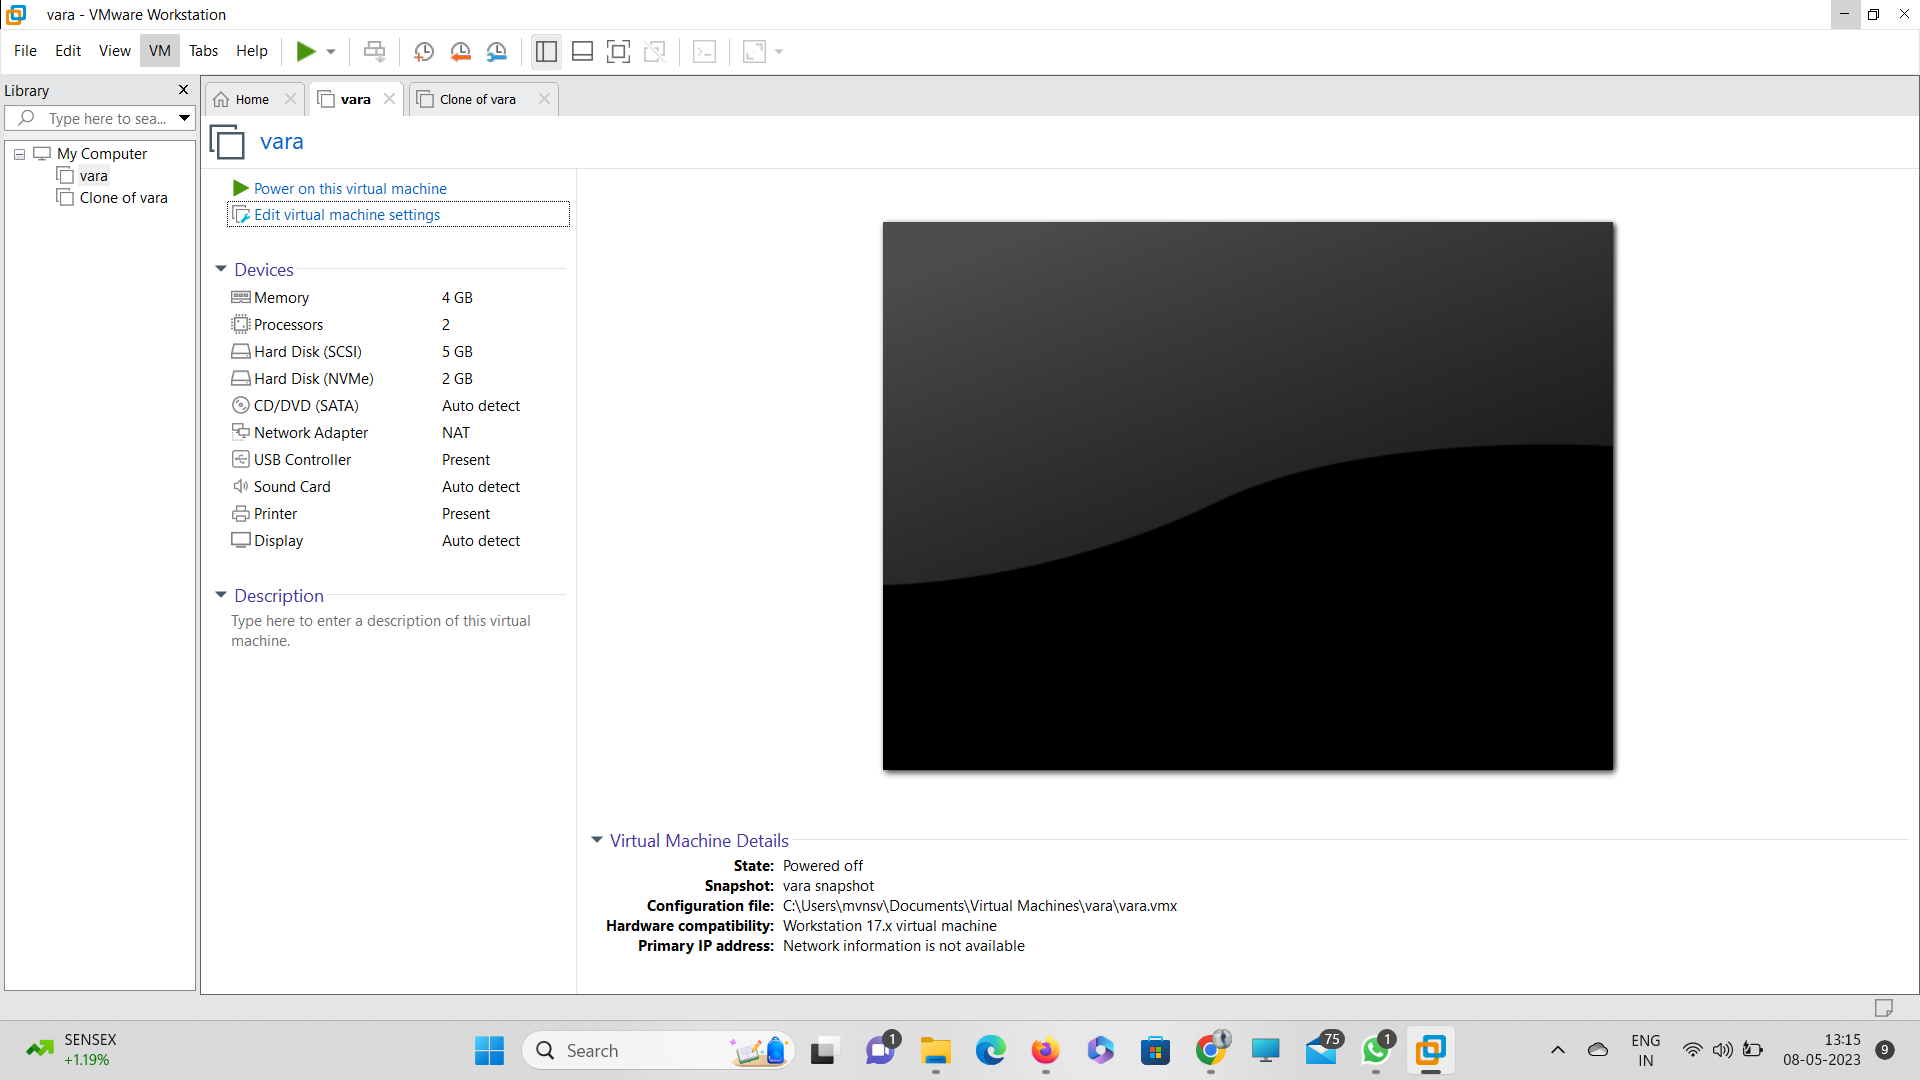 vara - VMware Workstation
File Edit View VM Tabs Help
Library
Type here to sea...
My Computer
vara
Clone of vara
Home vara Clone of vara
vara
Power on this virtual machine
Edit virtual machine settings
Devices
Memory 4 GB
Processors 2
Hard Disk (SCSI) 5 GB
Hard Disk (NVMe) 2 GB
CD/DVD (SATA) Auto detect
Network Adapter NAT
USB Controller Present
Sound Card Auto detect
Printer Present
Display Auto detect
Description
Type here to enter a description of this virtual
machine.
Virtual Machine Details
State: Powered off
Snapshot: vara snapshot
Configuration file: C:\Users\mvnsv\Documents\Virtual Machines\vara\vara.vmx
Hardware compatibility: Workstation 17.x virtual machine
Primary IP address: Network information is not available
SENSEX
+1.19%
Search
1
75
1
ENG
IN
13:15
08-05-2023
9